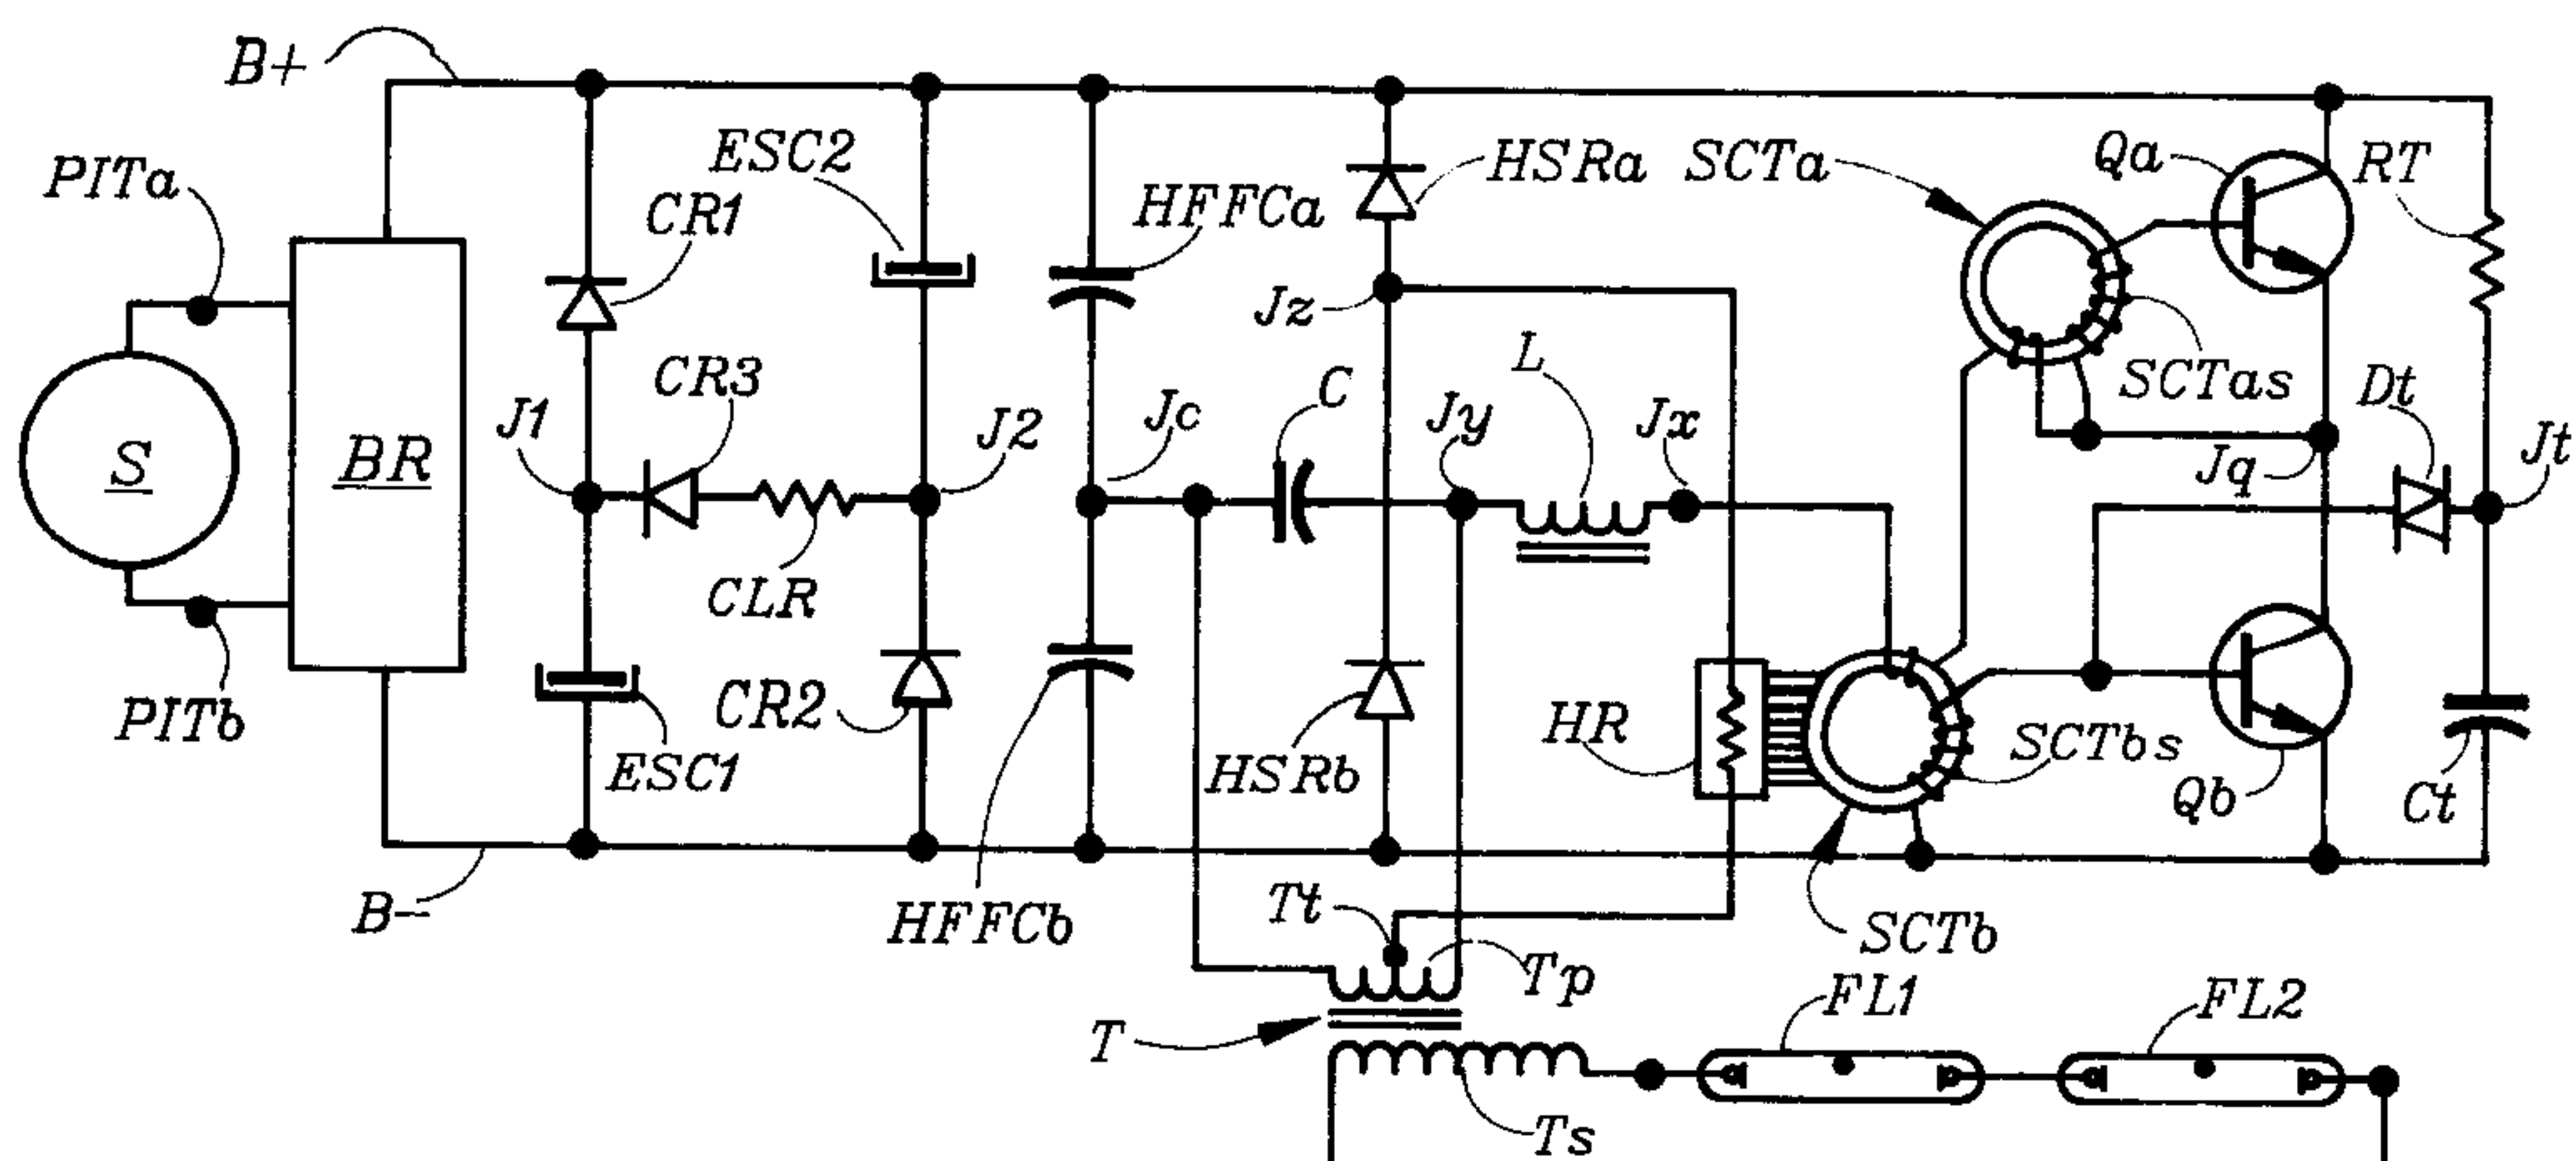 B+
PITa
S
BR
PITb
B-
CR1
J1
CR3
CLR
ESC1
ESC2
J2
CR2
HFFCa
Jc
HFFCb
C
Jy
L
Jx
HSRa
Jz
HSRb
SCTa
SCTas
Qa
RT
Dt
Jt
Jq
HR
SCTbs
SCTb
Qb
Ct
Tt
Tp
T
Ts
FL1
FL2